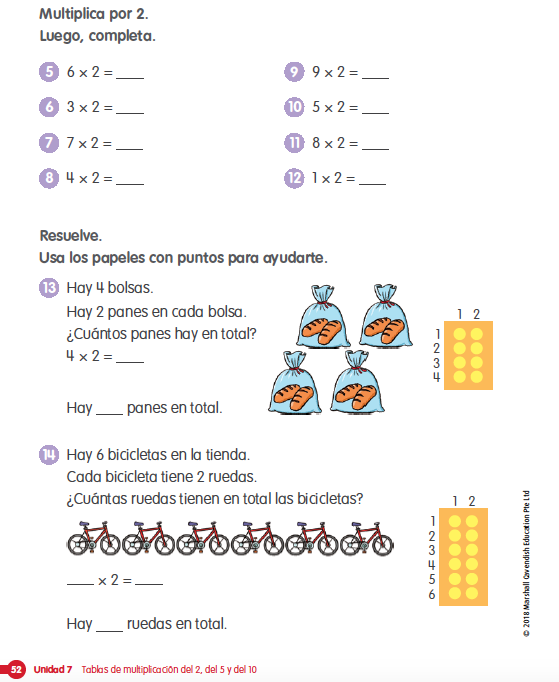 Multiplica por 2.
Luego, completa.
5 6 × 2 = ____
6 3 × 2 = ____
7 7 × 2 = ____
8 4 × 2 = ____
9 9 × 2 = ____
10 5 × 2 = ____
11 8 × 2 = ____
12 1 × 2 = ____
Resuelve.
Usa los papeles con puntos para ayudarte.
13 Hay 4 bolsas.
Hay 2 panes en cada bolsa.
¿Cuántos panes hay en total?
4 × 2 = ____
Hay ____ panes en total.
1 2
1
2
3
4
14 Hay 6 bicicletas en la tienda.
Cada bicicleta tiene 2 ruedas.
¿Cuántas ruedas tienen en total las bicicletas?
____ × 2 = ____
Hay ____ ruedas en total.
1 2
1
2
3
4
5
6
© 2018 Marshall Cavendish Education Pte Ltd
52 Unidad 7 Tablas de multiplicación del 2, del 5 y del 10